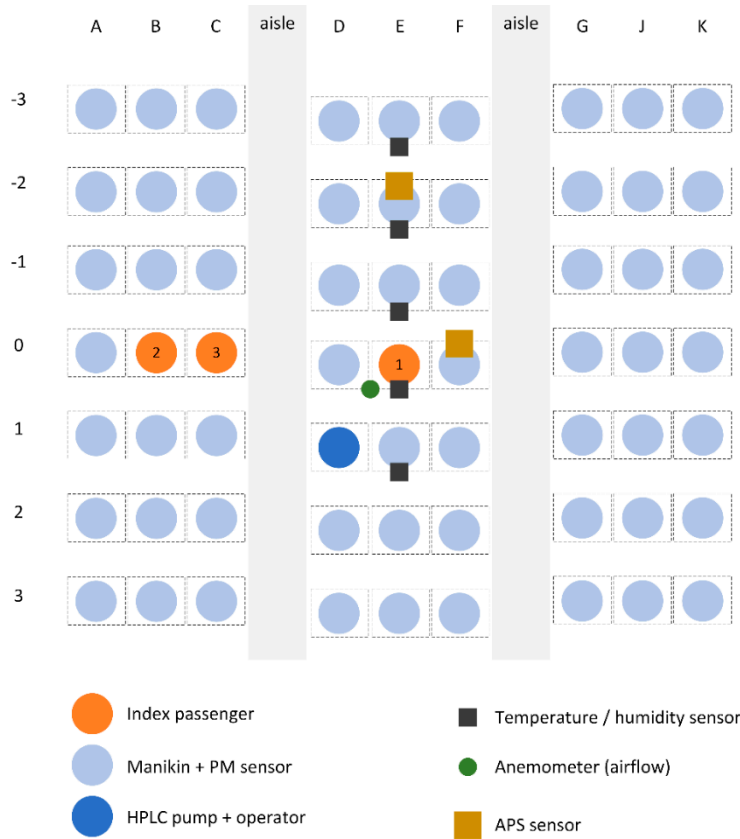 A B C aisle D E F aisle G J K
-3
-2
-1
0 2 3 1
1
2
3
Index passenger
Temperature / humidity sensor
Manikin + PM sensor
Anemometer (airflow)
HPLC pump + operator
APS sensor